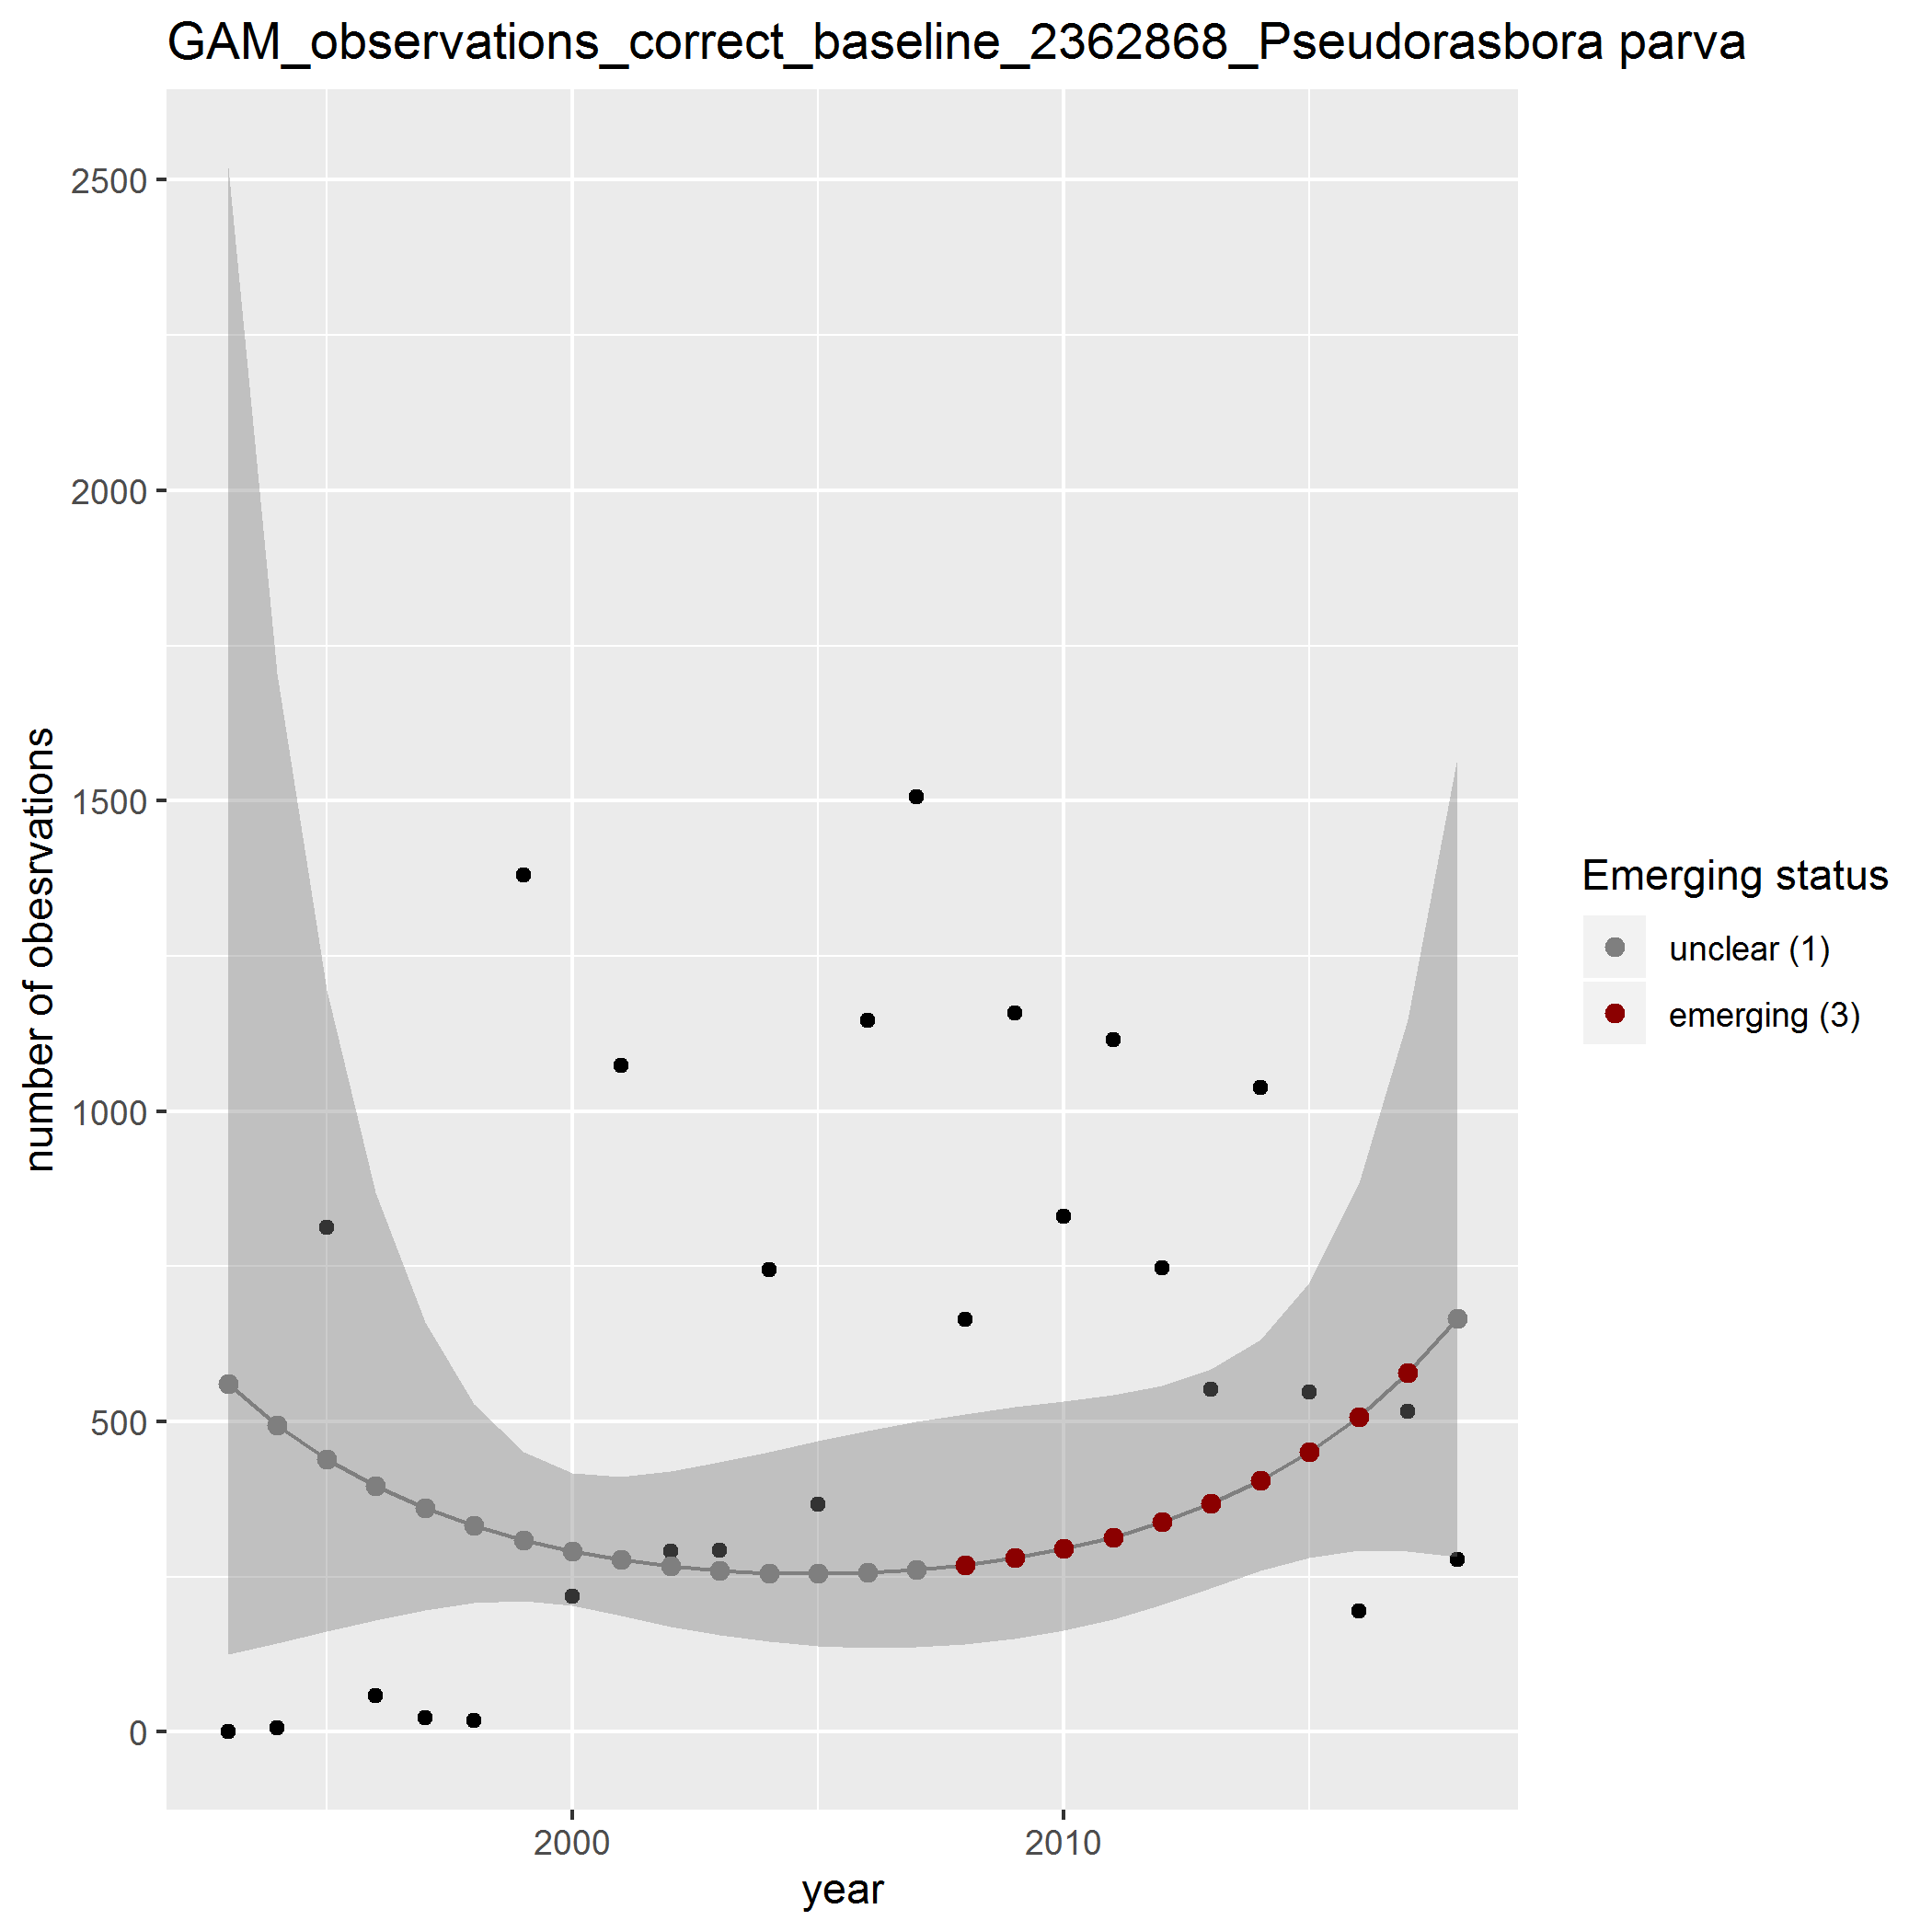 GAM_observations_correct_baseline_2362868_Pseudorasbora parva
2500
2000
1500
1000
500
0
number of obesrvations
2000
2010
year
Emerging status
unclear (1)
emerging (3)